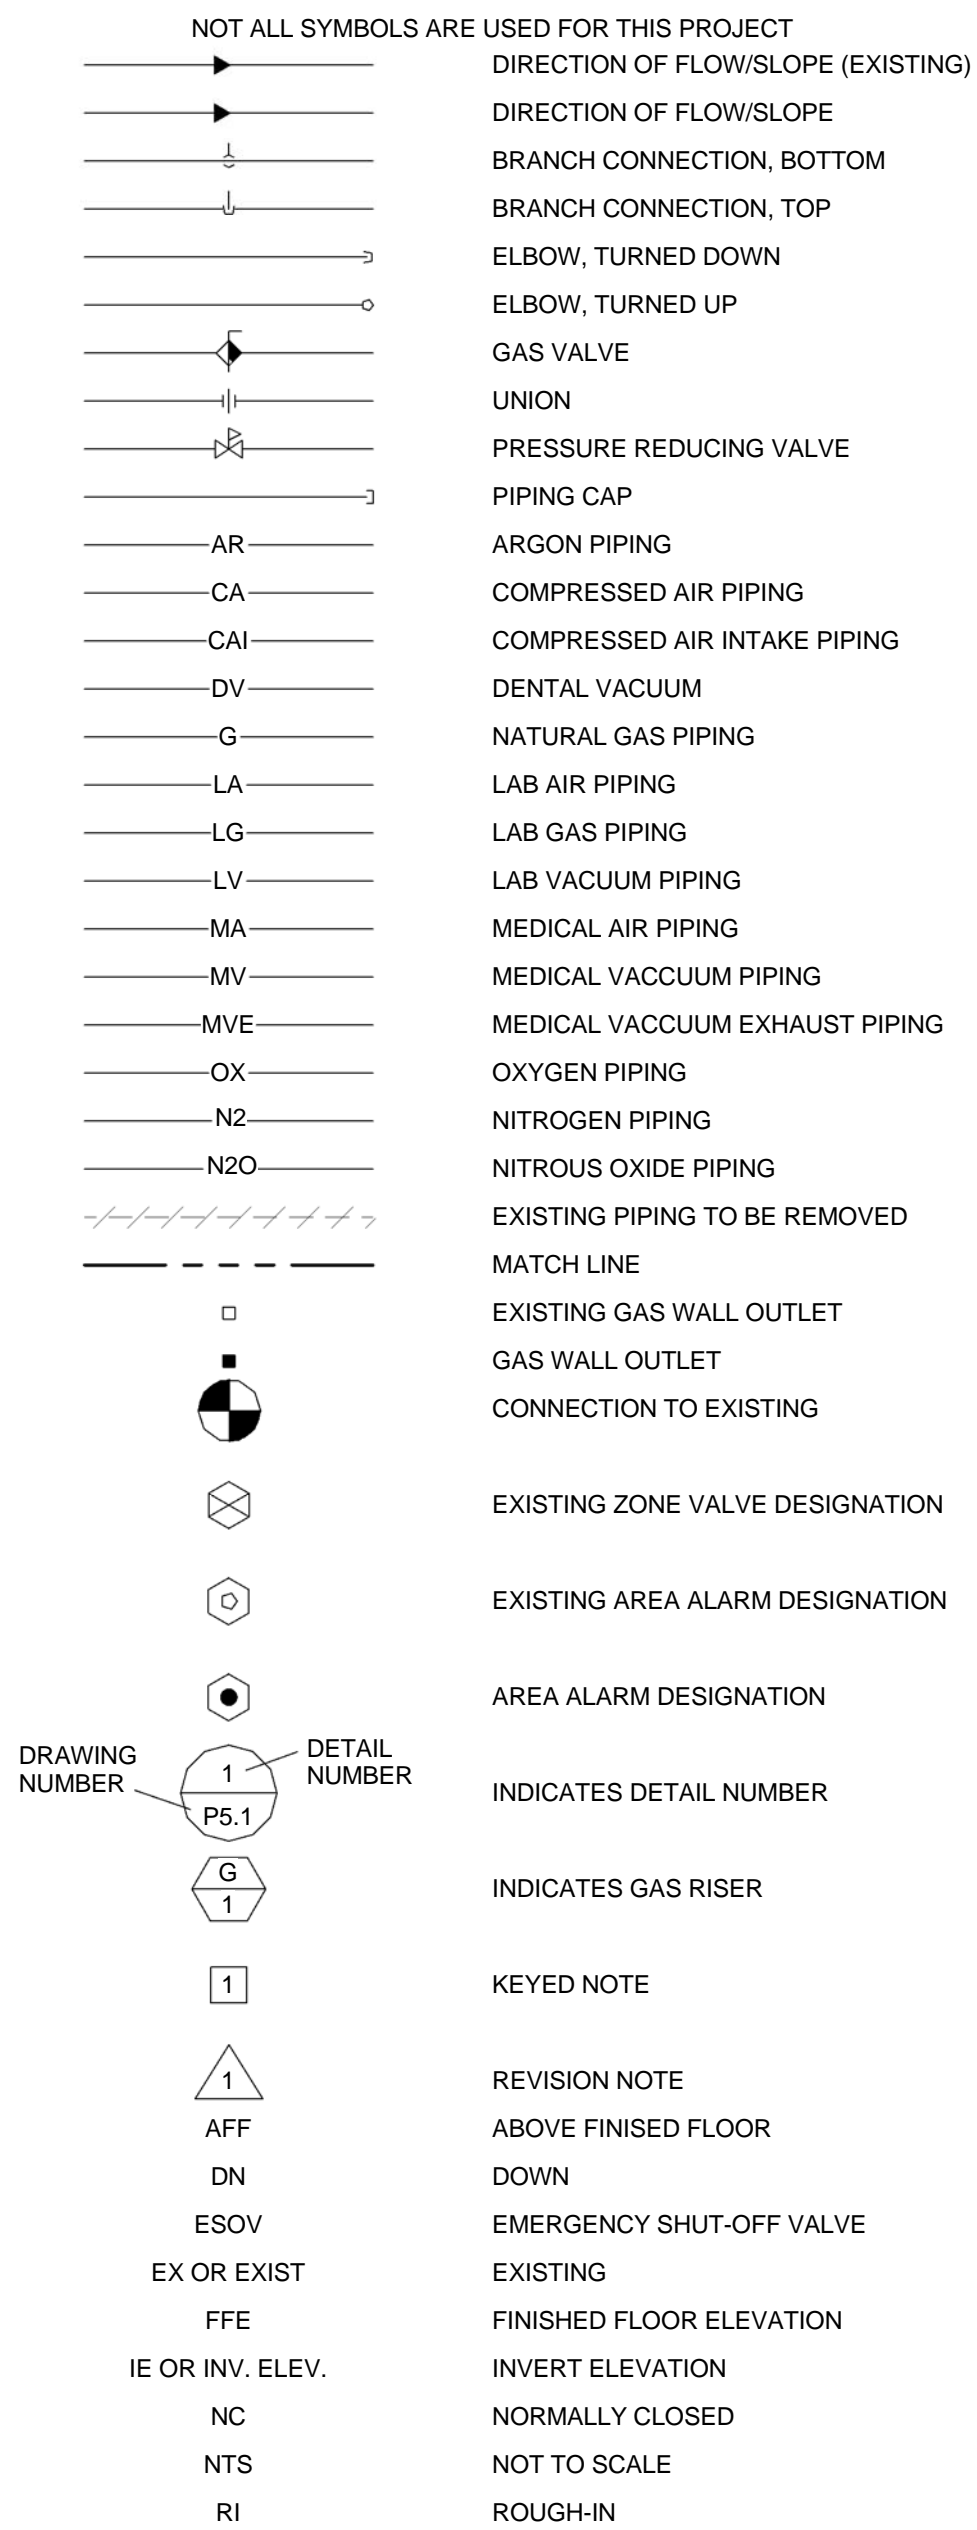 NOT ALL SYMBOLS ARE USED FOR THIS PROJECT
DIRECTION OF FLOW/SLOPE (EXISTING)
DIRECTION OF FLOW/SLOPE
BRANCH CONNECTION, BOTTOM
BRANCH CONNECTION, TOP
ELBOW, TURNED DOWN
ELBOW, TURNED UP
GAS VALVE
UNION
PRESSURE REDUCING VALVE
PIPING CAP
AR ARGON PIPING
CA COMPRESSED AIR PIPING
CAI COMPRESSED AIR INTAKE PIPING
DV DENTAL VACUUM
G NATURAL GAS PIPING
LA LAB AIR PIPING
LG LAB GAS PIPING
LV LAB VACUUM PIPING
MA MEDICAL AIR PIPING
MV MEDICAL VACCUUM PIPING
MVE MEDICAL VACCUUM EXHAUST PIPING
OX OXYGEN PIPING
N2 NITROGEN PIPING
N2O NITROUS OXIDE PIPING
EXISTING PIPING TO BE REMOVED
MATCH LINE
EXISTING GAS WALL OUTLET
GAS WALL OUTLET
CONNECTION TO EXISTING
EXISTING ZONE VALVE DESIGNATION
EXISTING AREA ALARM DESIGNATION
AREA ALARM DESIGNATION
DRAWING
NUMBER
1
P5.1
DETAIL
NUMBER
INDICATES DETAIL NUMBER
G
1
INDICATES GAS RISER
1 KEYED NOTE
1 REVISION NOTE
AFF ABOVE FINISED FLOOR
DN DOWN
ESOV EMERGENCY SHUT-OFF VALVE
EX OR EXIST EXISTING
FFE FINISHED FLOOR ELEVATION
IE OR INV. ELEV. INVERT ELEVATION
NC NORMALLY CLOSED
NTS NOT TO SCALE
RI ROUGH-IN